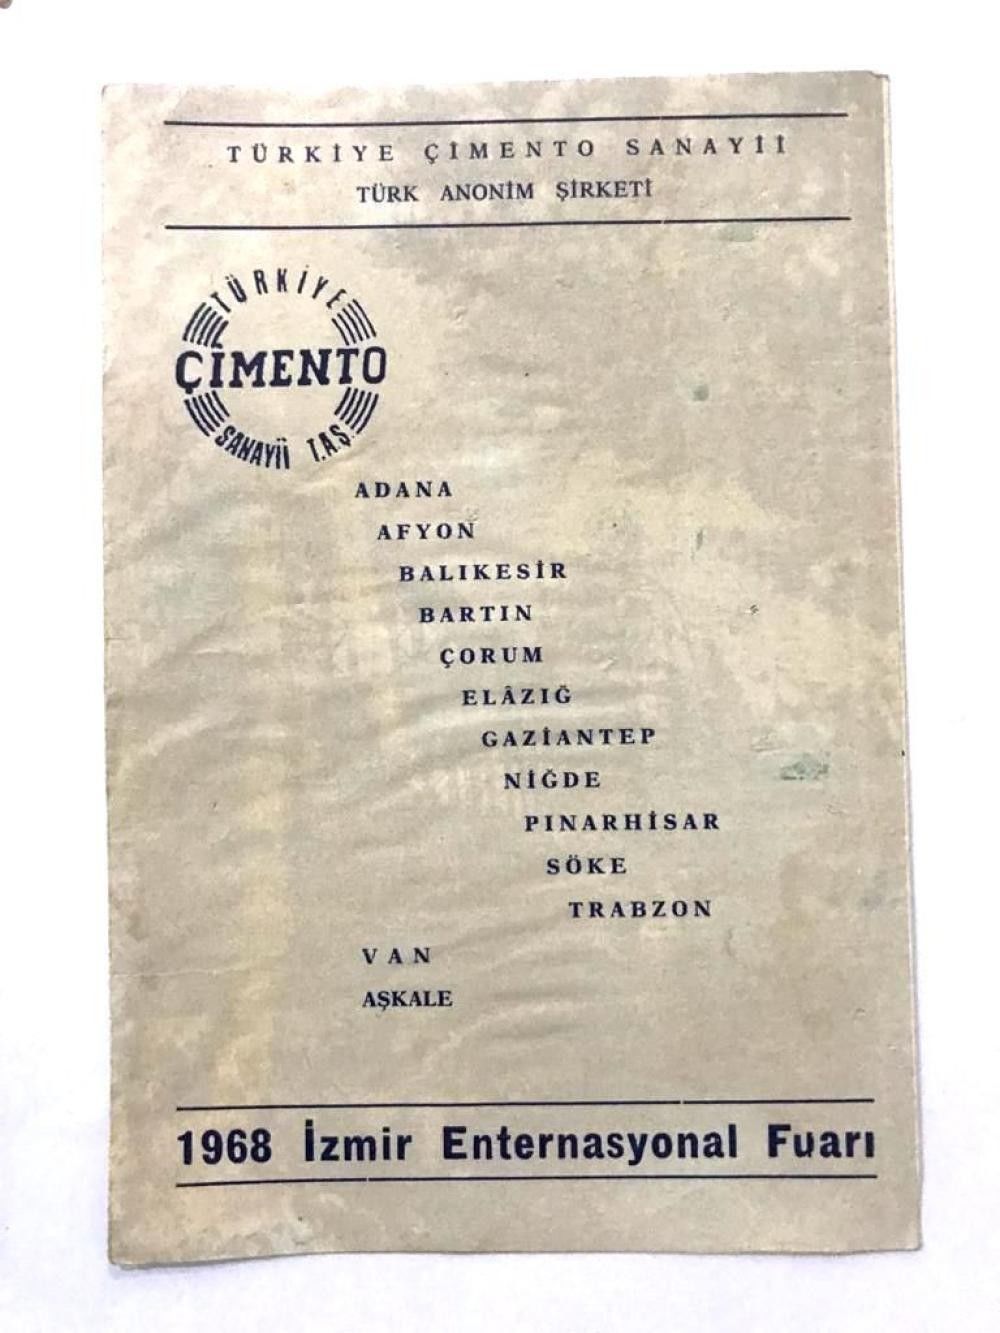 TÜRKİYE ÇİMENTO SANAYİİ
TÜRK ANONİM ŞİRKETİ
TÜRKİYE
ÇİMENTO
SANAYİİ T.A.Ş.
ADANA
AFYON
BALIKESİR
BARTIN
ÇORUM
ELÂZIĞ
GAZİANTEP
NİĞDE
PINARHİSAR
SÖKE
TRABZON
VAN
AŞKALE
1968 İzmir Enternasyonal Fuarı